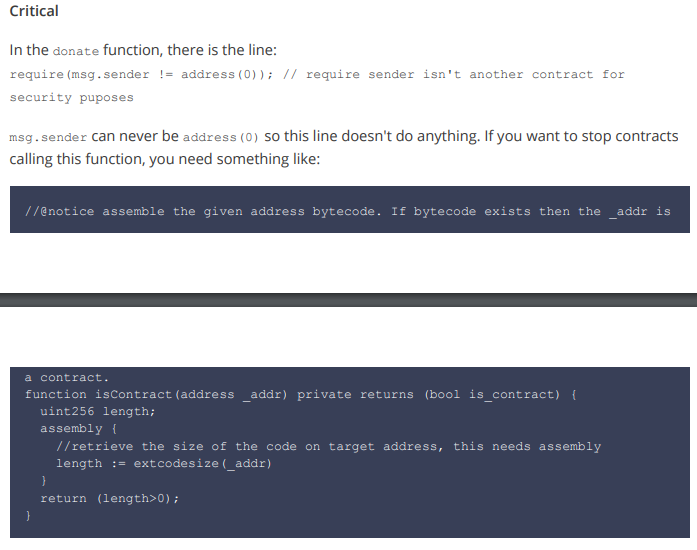 Critical
In the donate function, there is the line:
require(msg.sender != address(0)); // require sender isn't another contract for
security puposes
msg.sender can never be address(0) so this line doesn't do anything. If you want to stop contracts
calling this function, you need something like:
//@notice assemble the given address bytecode. If bytecode exists then the _addr is
a contract.
function isContract(address _addr) private returns (bool is_contract) {
uint256 length;
assembly {
//retrieve the size of the code on target address, this needs assembly
length := extcodesize(_addr)
}
return (length>0);
}